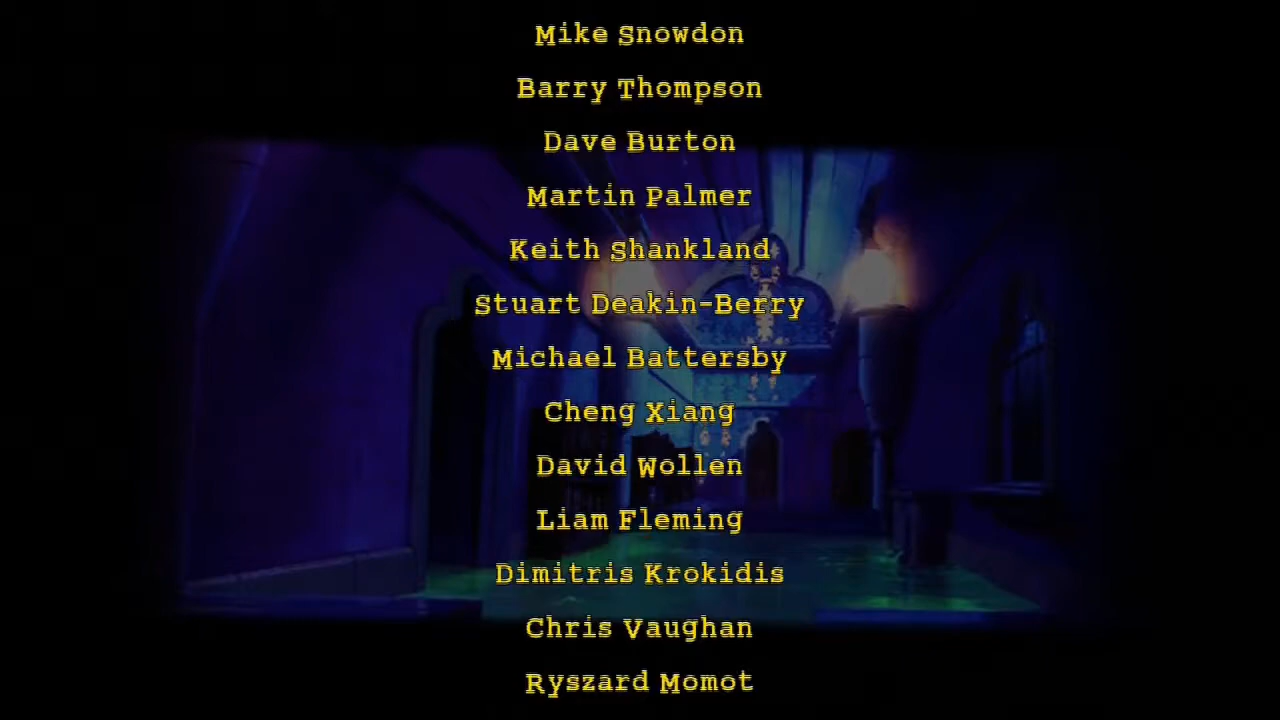 Mike Snowdon
Barry Thompson
Dave Burton
Martin Palmer
Keith Shankland
Stuart Deakin-Berry
Michael Battersby
Cheng Xiang
David Wollen
Liam Fleming
Dimitris Krokidis
Chris Vaughan
Ryszard Momot